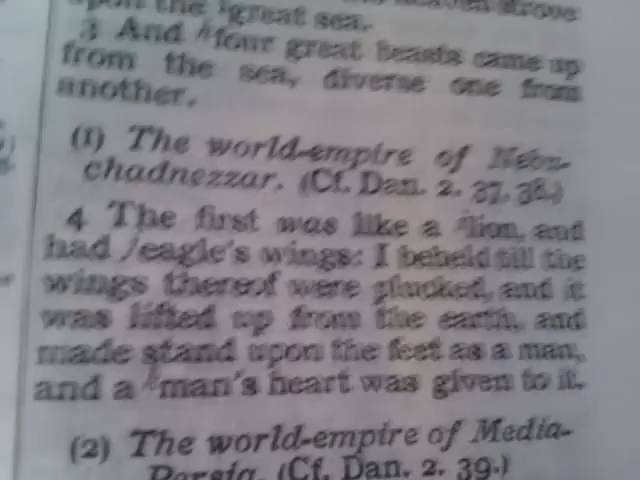 upon the great sea.
3 And h four great beasts came up
from the sea, diverse one from
another.
(1) The world-empire of Nebu-
chadnezzar. (Cf. Dan. 2. 37, 38.)
4 The first was like a lion, and
had j eagle's wings: I beheld till the
wings thereof were plucked, and it
was lifted up from the earth, and
made stand upon the feet as a man,
and a k man's heart was given to it.
(2) The world-empire of Media-
Persia. (Cf. Dan. 2. 39.)